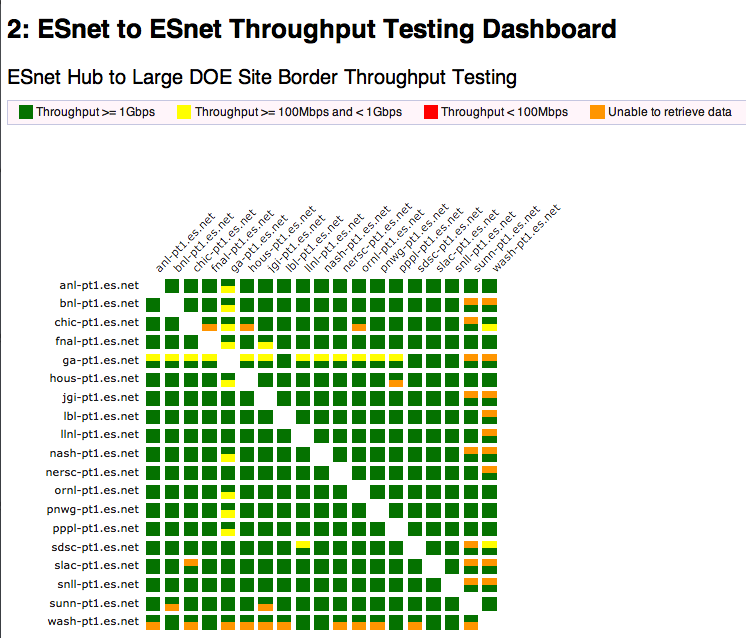 2: ESnet to ESnet Throughput Testing Dashboard
ESnet Hub to Large DOE Site Border Throughput Testing
Throughput >= 1Gbps Throughput >= 100Mbps and < 1Gbps Throughput < 100Mbps Unable to retrieve data
anl-pt1.es.net
bnl-pt1.es.net
chic-pt1.es.net
fnal-pt1.es.net
ga-pt1.es.net
hous-pt1.es.net
jgi-pt1.es.net
lbl-pt1.es.net
llnl-pt1.es.net
nash-pt1.es.net
nersc-pt1.es.net
ornl-pt1.es.net
pnwg-pt1.es.net
pppl-pt1.es.net
sdsc-pt1.es.net
slac-pt1.es.net
snll-pt1.es.net
sunn-pt1.es.net
wash-pt1.es.net
anl-pt1.es.net
bnl-pt1.es.net
chic-pt1.es.net
fnal-pt1.es.net
ga-pt1.es.net
hous-pt1.es.net
jgi-pt1.es.net
lbl-pt1.es.net
llnl-pt1.es.net
nash-pt1.es.net
nersc-pt1.es.net
ornl-pt1.es.net
pnwg-pt1.es.net
pppl-pt1.es.net
sdsc-pt1.es.net
slac-pt1.es.net
snll-pt1.es.net
sunn-pt1.es.net
wash-pt1.es.net